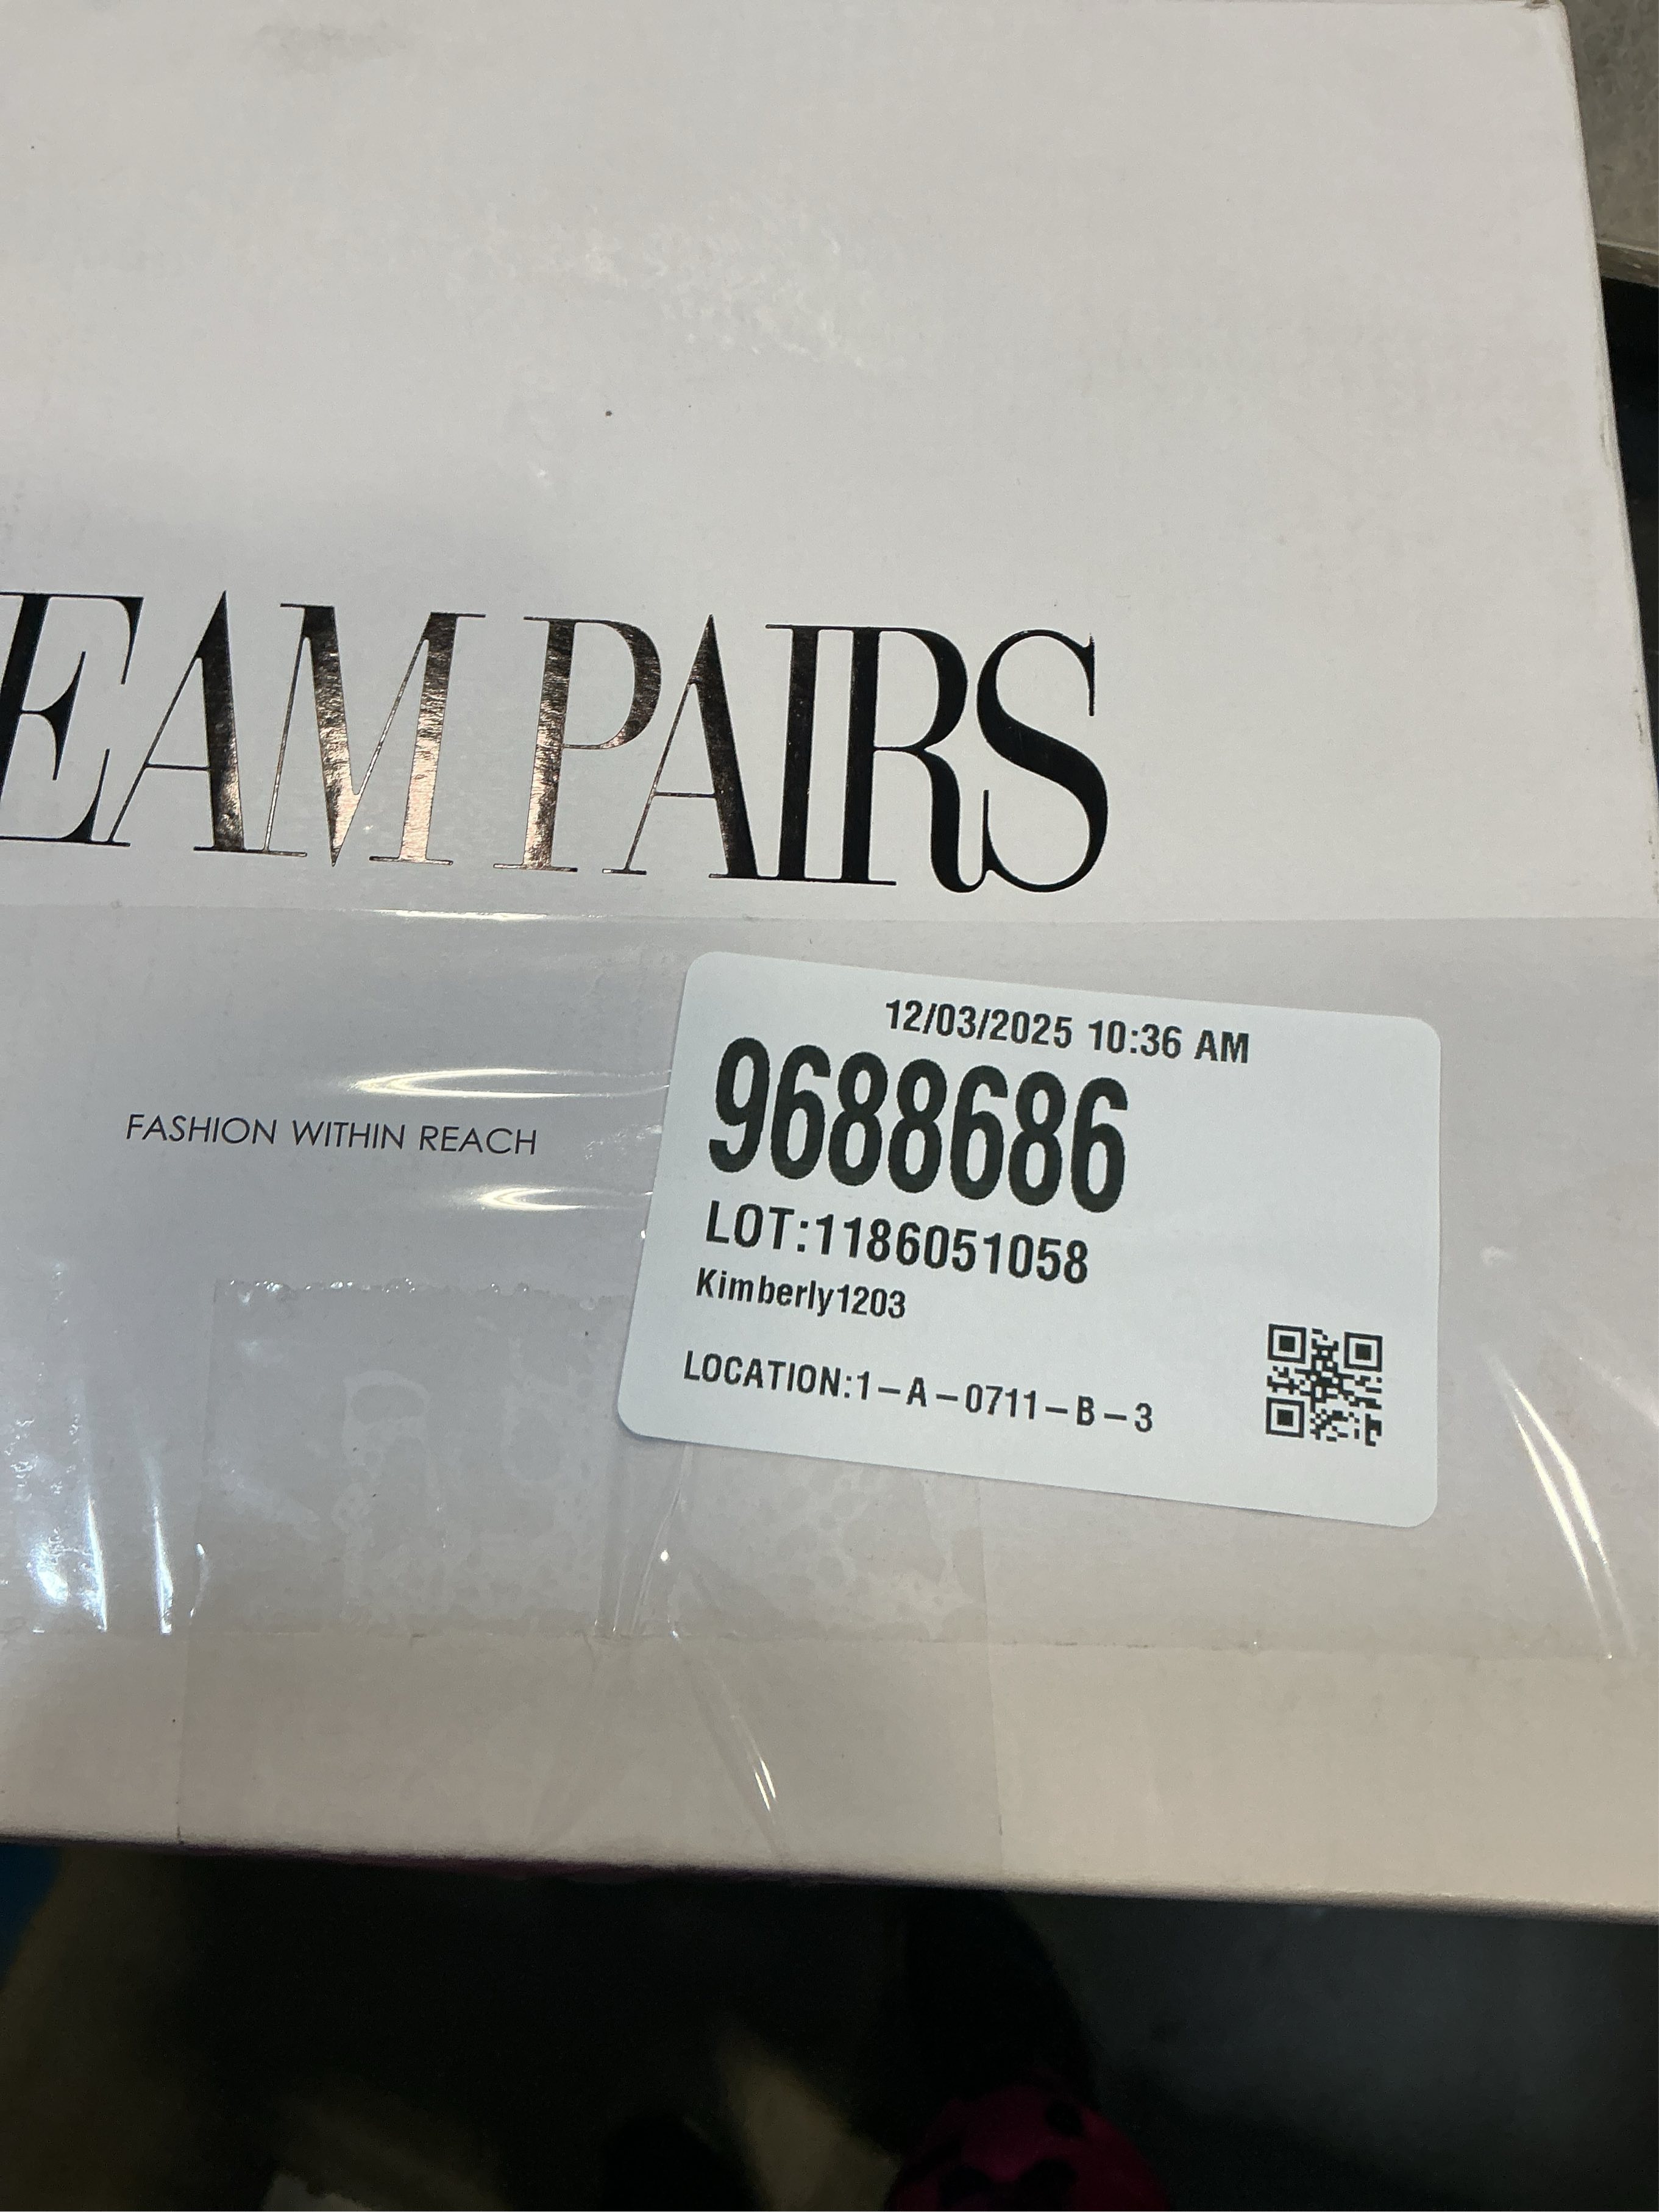 EAM PAIRS
FASHION WITHIN REACH
12/03/2025 10:36 AM
9688686
LOT:1186051058
Kimberly1203
LOCATION:1-A-0711-B-3